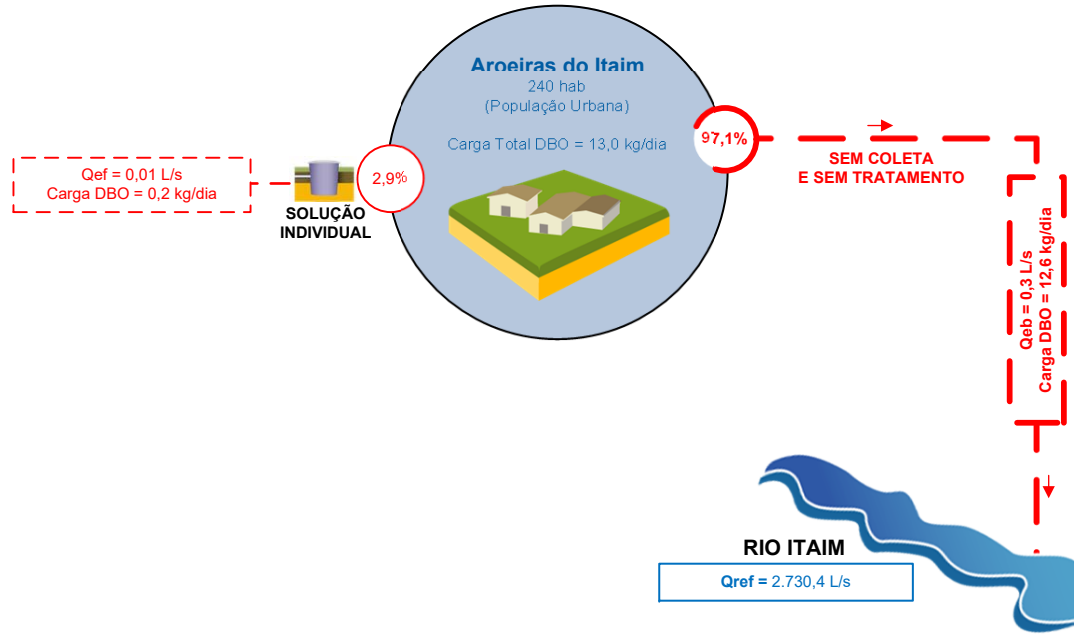 Aroeiras do Itaim
240 hab
(População Urbana)
Carga Total DBO = 13,0 kg/dia
97,1%
2,9%
Qef = 0,01 L/s
Carga DBO = 0,2 kg/dia
SOLUÇÃO
INDIVIDUAL
SEM COLETA
E SEM TRATAMENTO
Qeb = 0,3 L/s
Carga DBO = 12,6 kg/dia
RIO ITAIM
Qref = 2.730,4 L/s